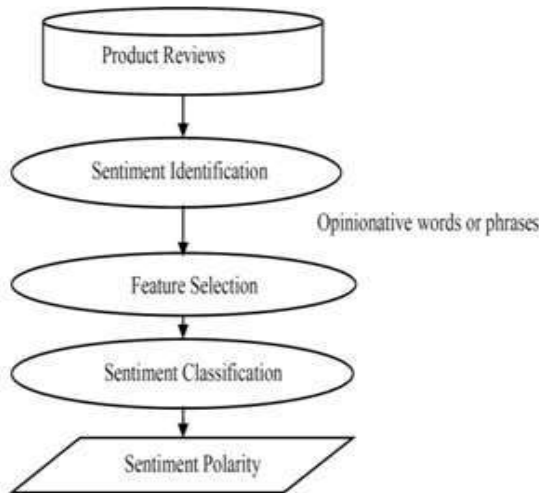 Product Reviews
Sentiment Identification
Opinionative words or phrases
Feature Selection
Sentiment Classification
Sentiment Polarity